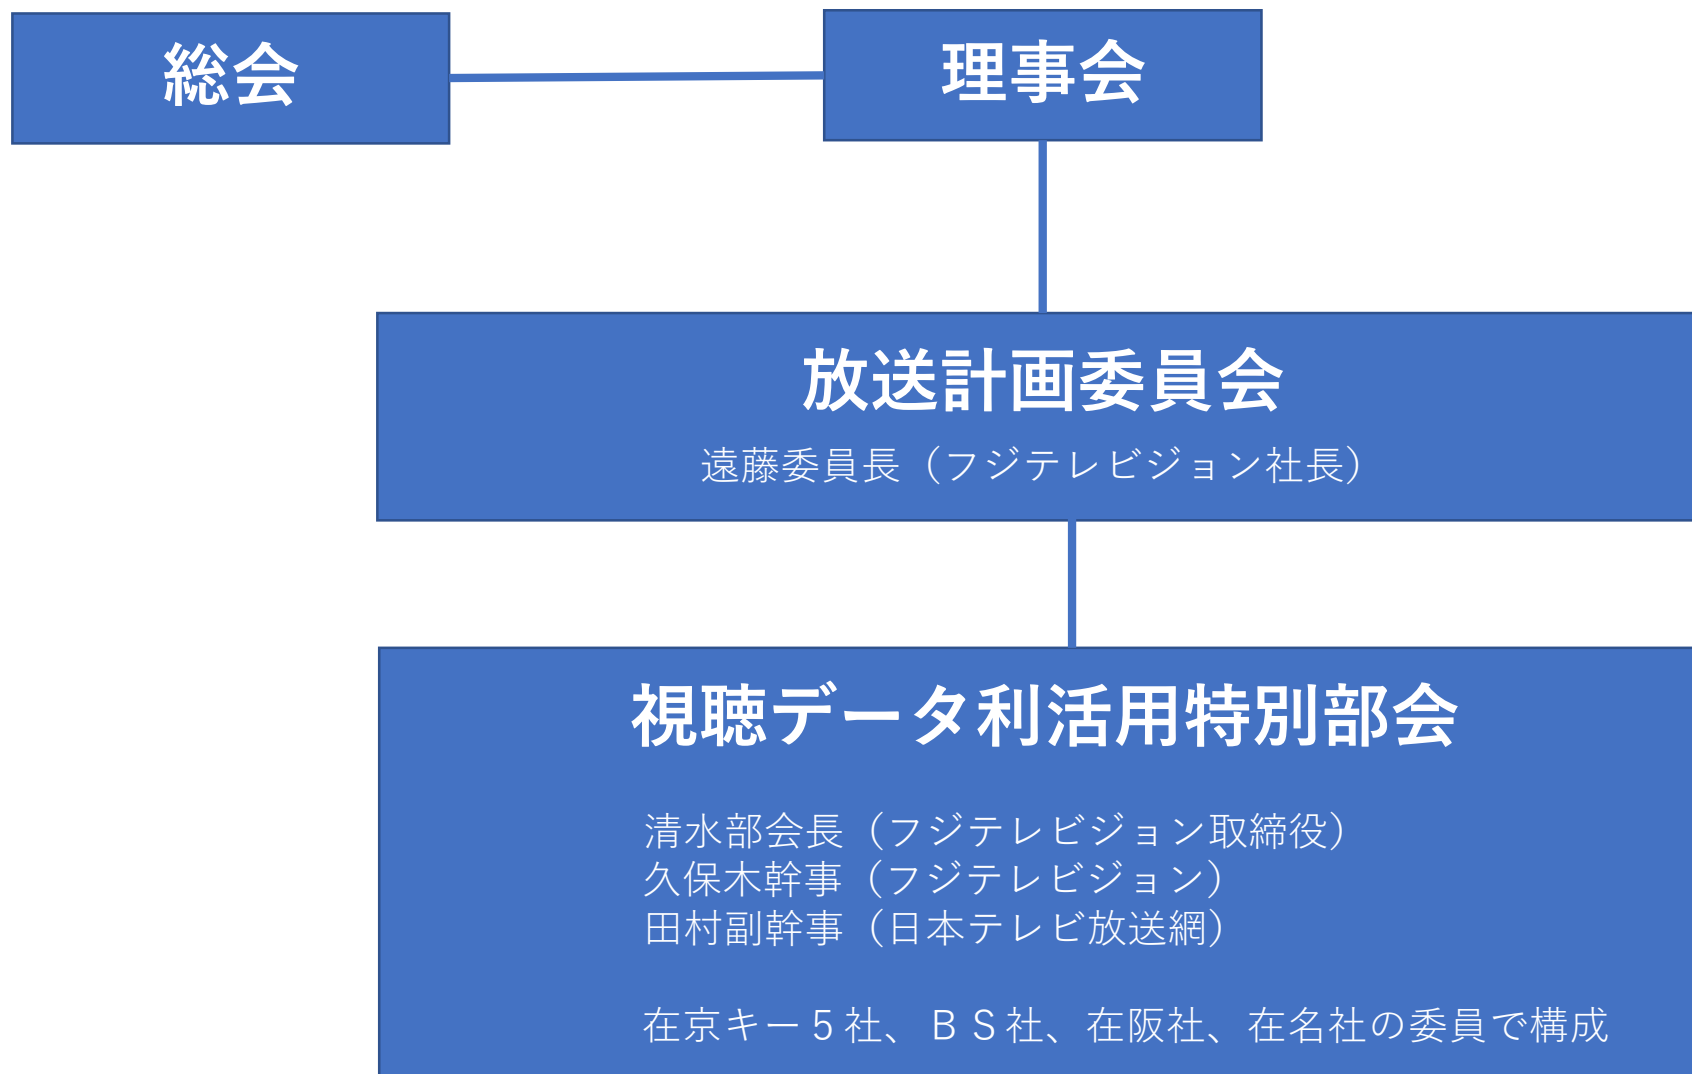 総会
理事会
放送計画委員会
遠藤委員長（フジテレビジョン社長）
視聴データ利活用特別部会
清水部会長（フジテレビジョン取締役）
久保木幹事（フジテレビジョン）
田村副幹事（日本テレビ放送網）
在京キー５社、ＢＳ社、在阪社、在名社の委員で構成